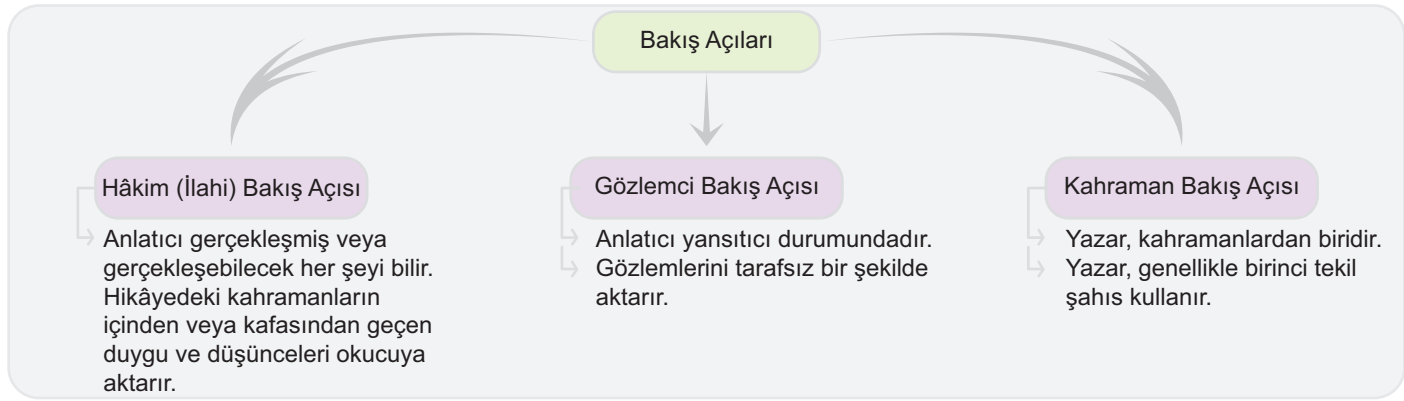 Bakış Açıları
Hâkim (İlahi) Bakış Açısı
Anlatıcı gerçekleşmiş veya
gerçekleşebilecek her şeyi bilir.
Hikâyedeki kahramanların
içinden veya kafasından geçen
duygu ve düşünceleri okucuya
aktarır.
Gözlemci Bakış Açısı
Anlatıcı yansıtıcı durumundadır.
Gözlemlerini tarafsız bir şekilde
aktarır.
Kahraman Bakış Açısı
Yazar, kahramanlardan biridir.
Yazar, genellikle birinci tekil
şahıs kullanır.